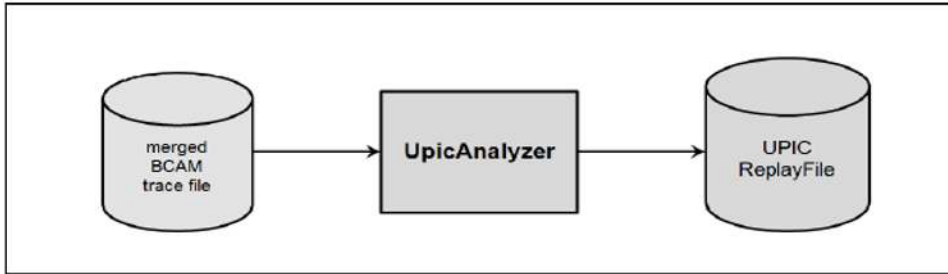 merged
BCAM
trace file
UpicAnalyzer
UPIC
ReplayFile